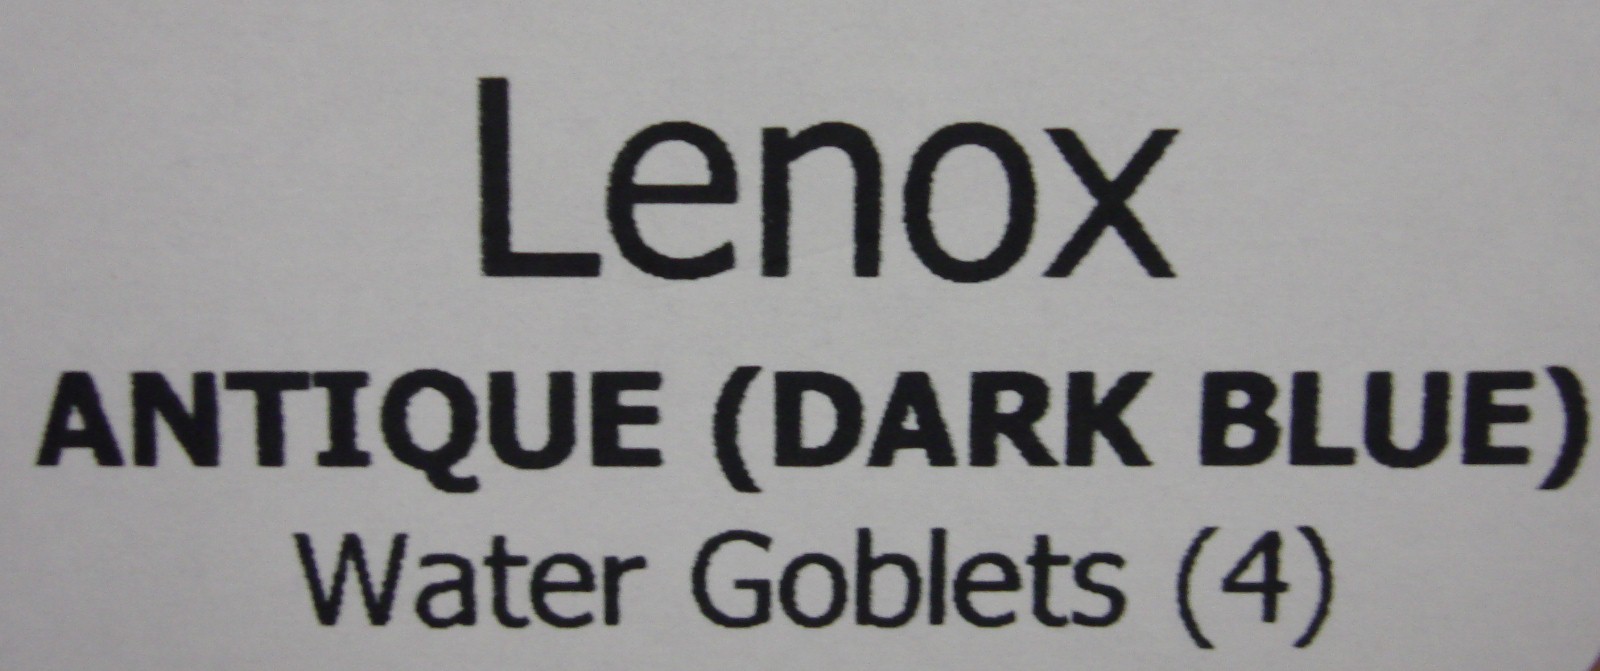 Lenox
ANTIQUE (DARK BLUE)
Water Goblets (4)